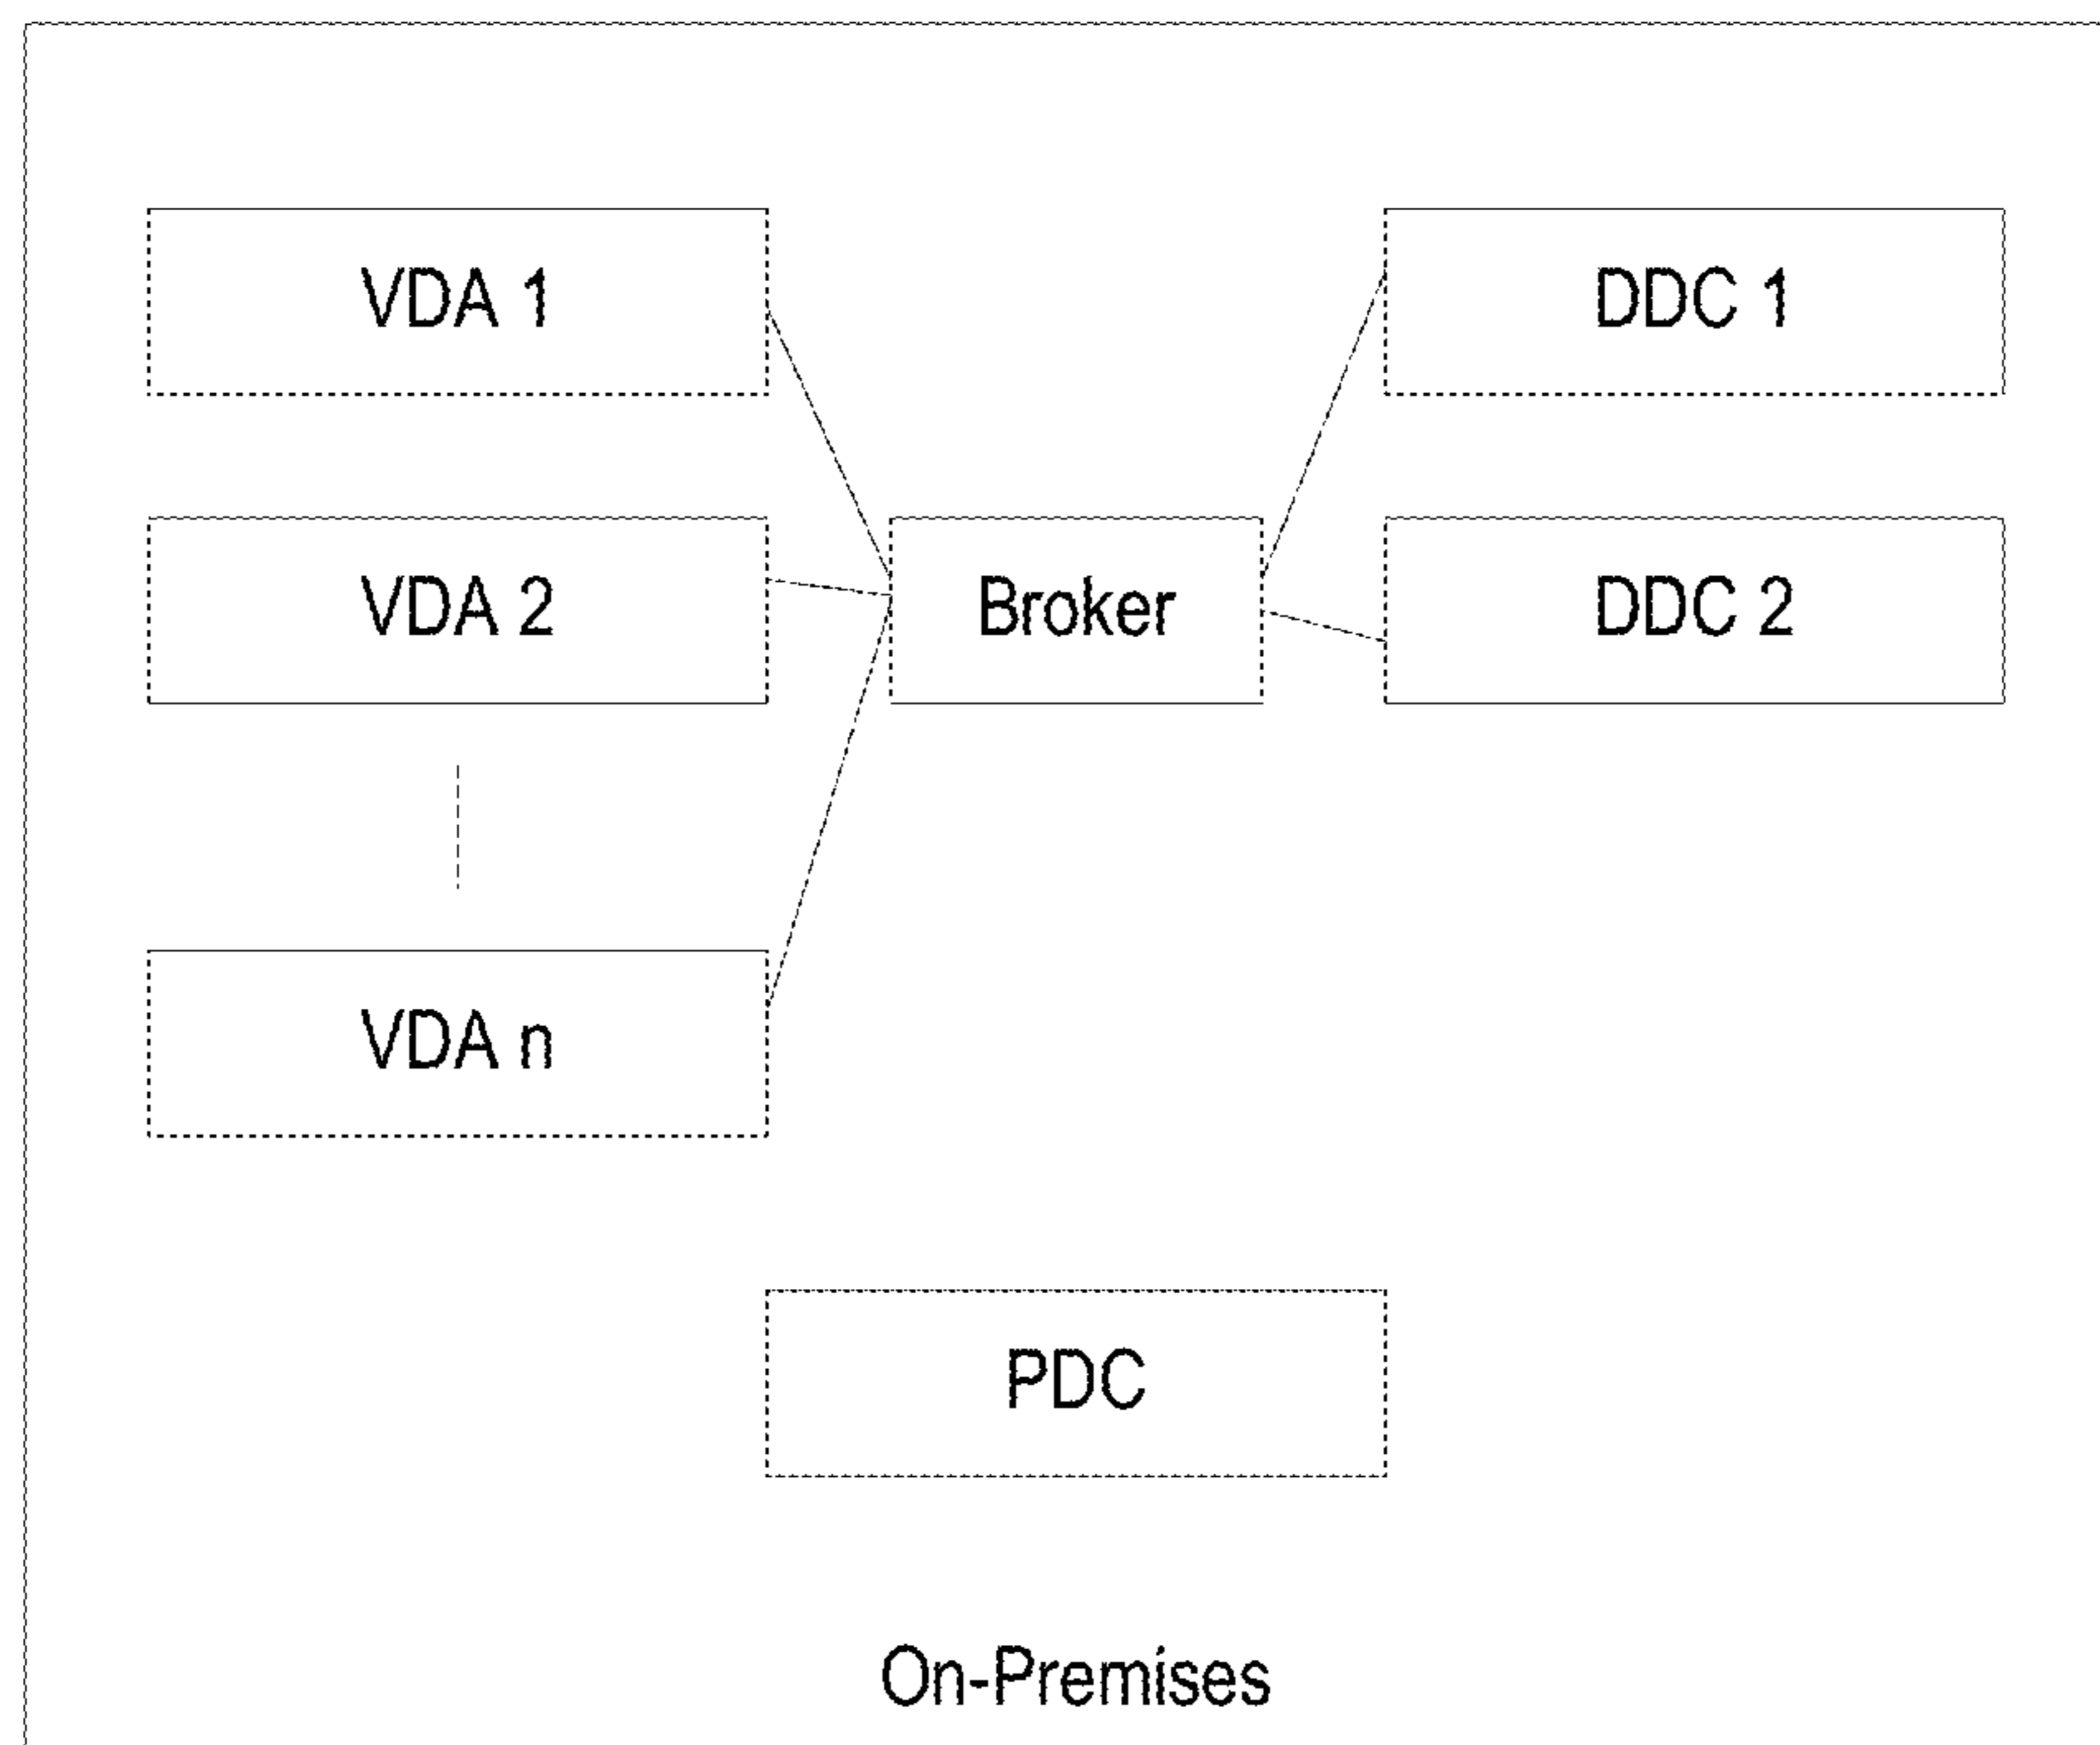 VDA 1
DDC 1
VDA 2
Broker
DDC 2
VDA n
PDC
On-Premises